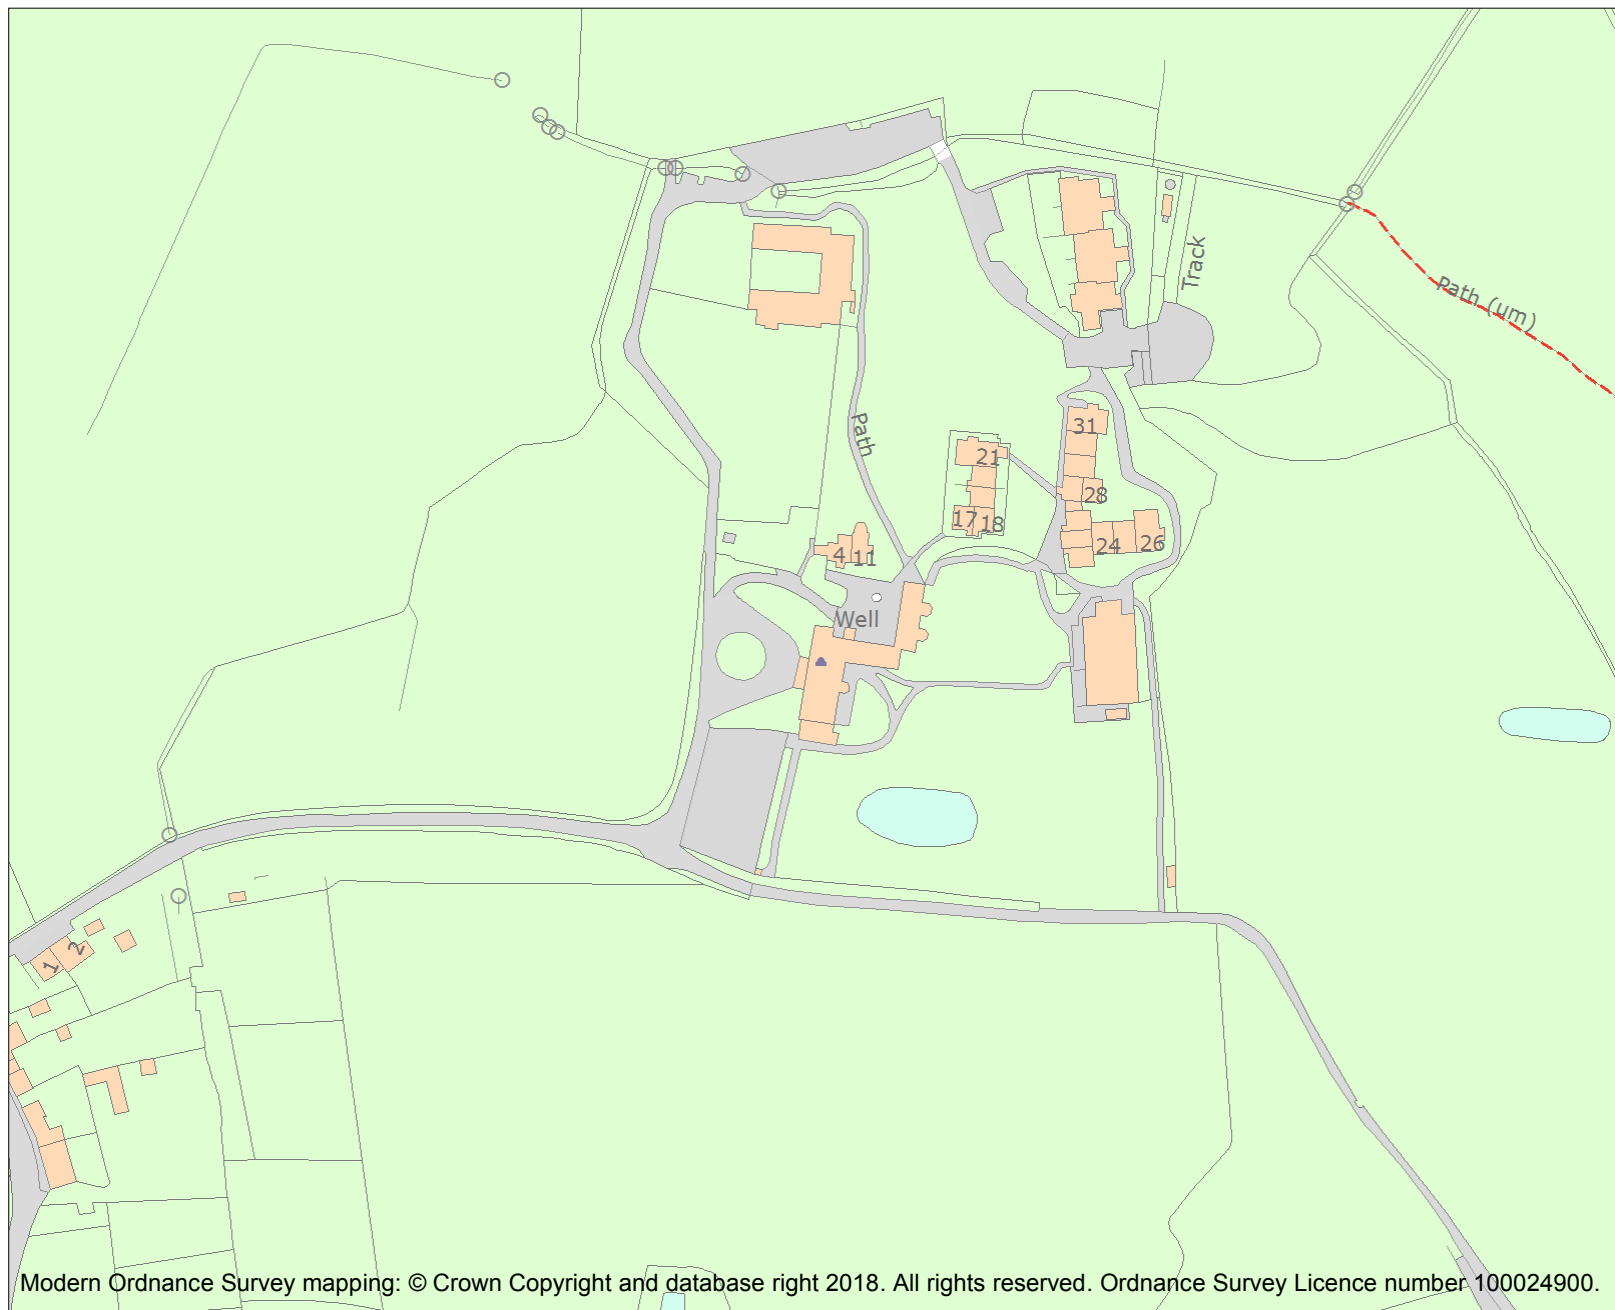 Track
Path (um)
Path
31
21
28
17
18
24
26
4
11
Well
1
2
Modern Ordnance Survey mapping: © Crown Copyright and database right 2018. All rights reserved. Ordnance Survey Licence number 100024900.